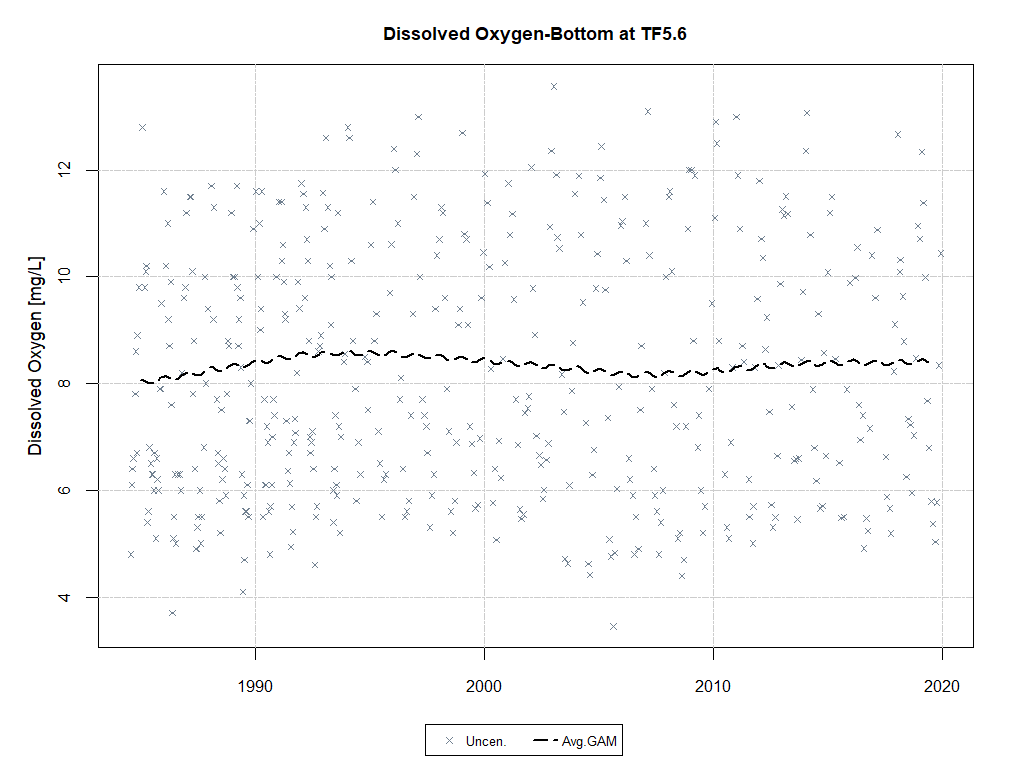 Dissolved Oxygen-Bottom at TF5.6
Dissolved Oxygen [mg/L]
12
10
8
6
4
1990 2000 2010 2020
Uncen. Avg.GAM